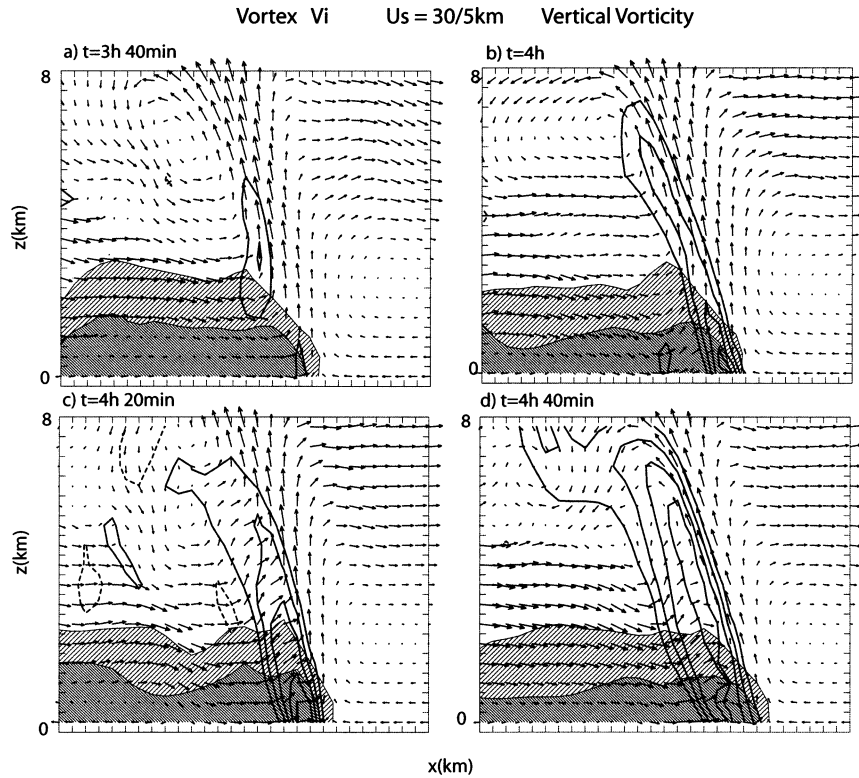 Vortex Vi Us = 30/5km Vertical Vorticity
a) t=3h 40min
b) t=4h
8
8
z(km)
0
0
c) t=4h 20min
d) t=4h 40min
8
8
z(km)
0
0
x(km)